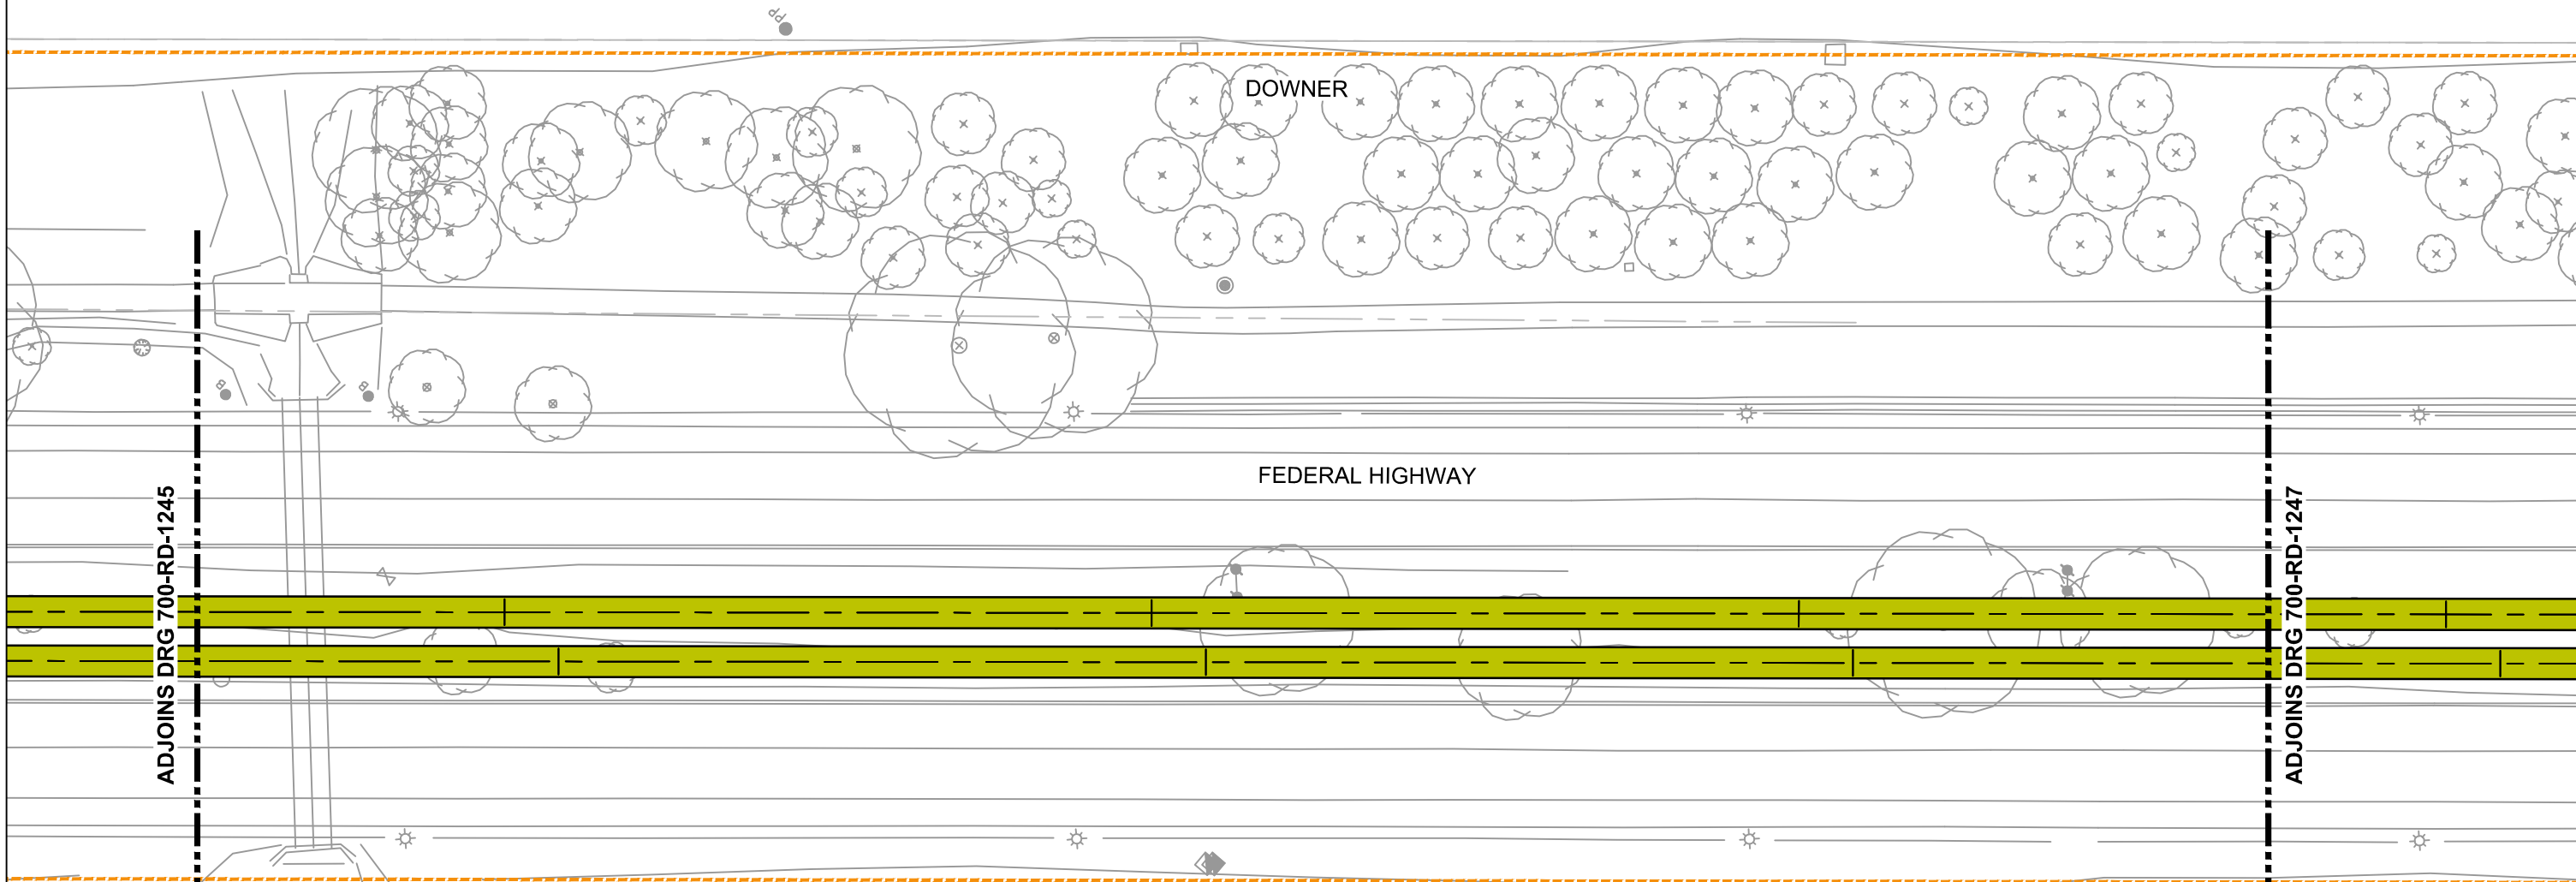 DOWNER
FEDERAL HIGHWAY
ADJOINS DRG 700-RD-1245
ADJOINS DRG 700-RD-1247